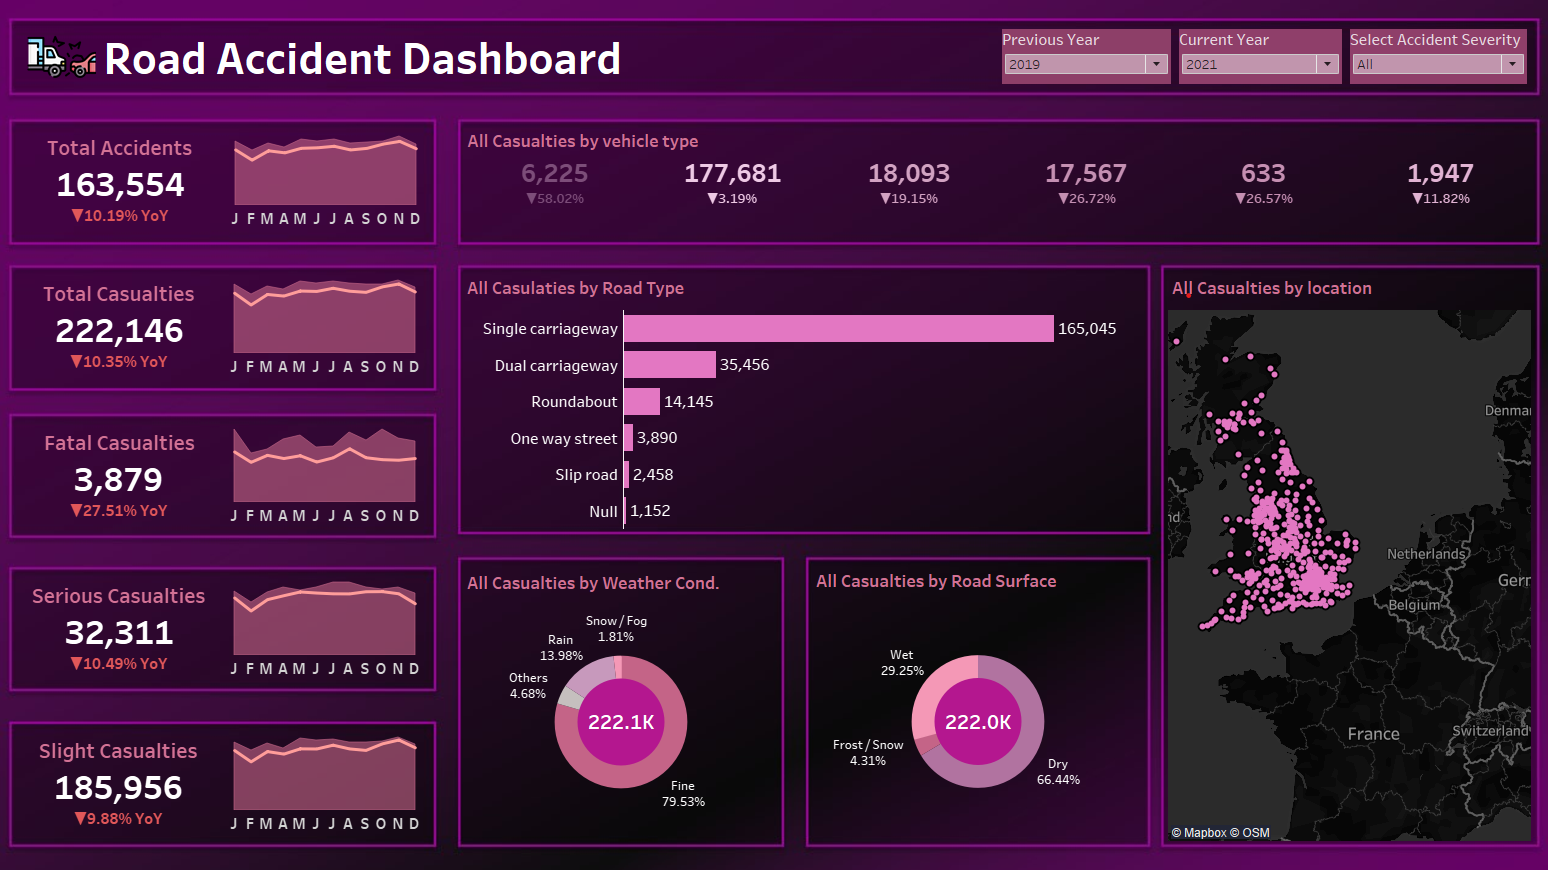 Road Accident Dashboard
Previous Year
2019
Current Year
2021
Select Accident Severity
All
Total Accidents
163,554
▼10.19% YoY
J F M A M J J A S O N D
Total Casualties
222,146
▼10.35% YoY
J F M A M J J A S O N D
Fatal Casualties
3,879
▼27.51% YoY
J F M A M J J A S O N D
Serious Casualties
32,311
▼10.49% YoY
J F M A M J J A S O N D
Slight Casualties
185,956
▼9.88% YoY
J F M A M J J A S O N D
All Casualties by vehicle type
6,225 177,681 18,093 17,567 633 1,947
▼58.02% ▼3.19% ▼19.15% ▼26.72% ▼26.57% ▼11.82%
All Casulaties by Road Type
Single carriageway 165,045
Dual carriageway 35,456
Roundabout 14,145
One way street 3,890
Slip road 2,458
Null 1,152
All Casualties by Weather Cond.
Snow / Fog
1.81%
Rain
13.98%
Others
4.68%
222.1K
Fine
79.53%
All Casualties by Road Surface
Wet
29.25%
222.0K
Frost / Snow
4.31%
Dry
66.44%
All Casualties by location
Denmar
nd
Netherlands
Gern
Belgium
France
Switzerland
© Mapbox © OSM